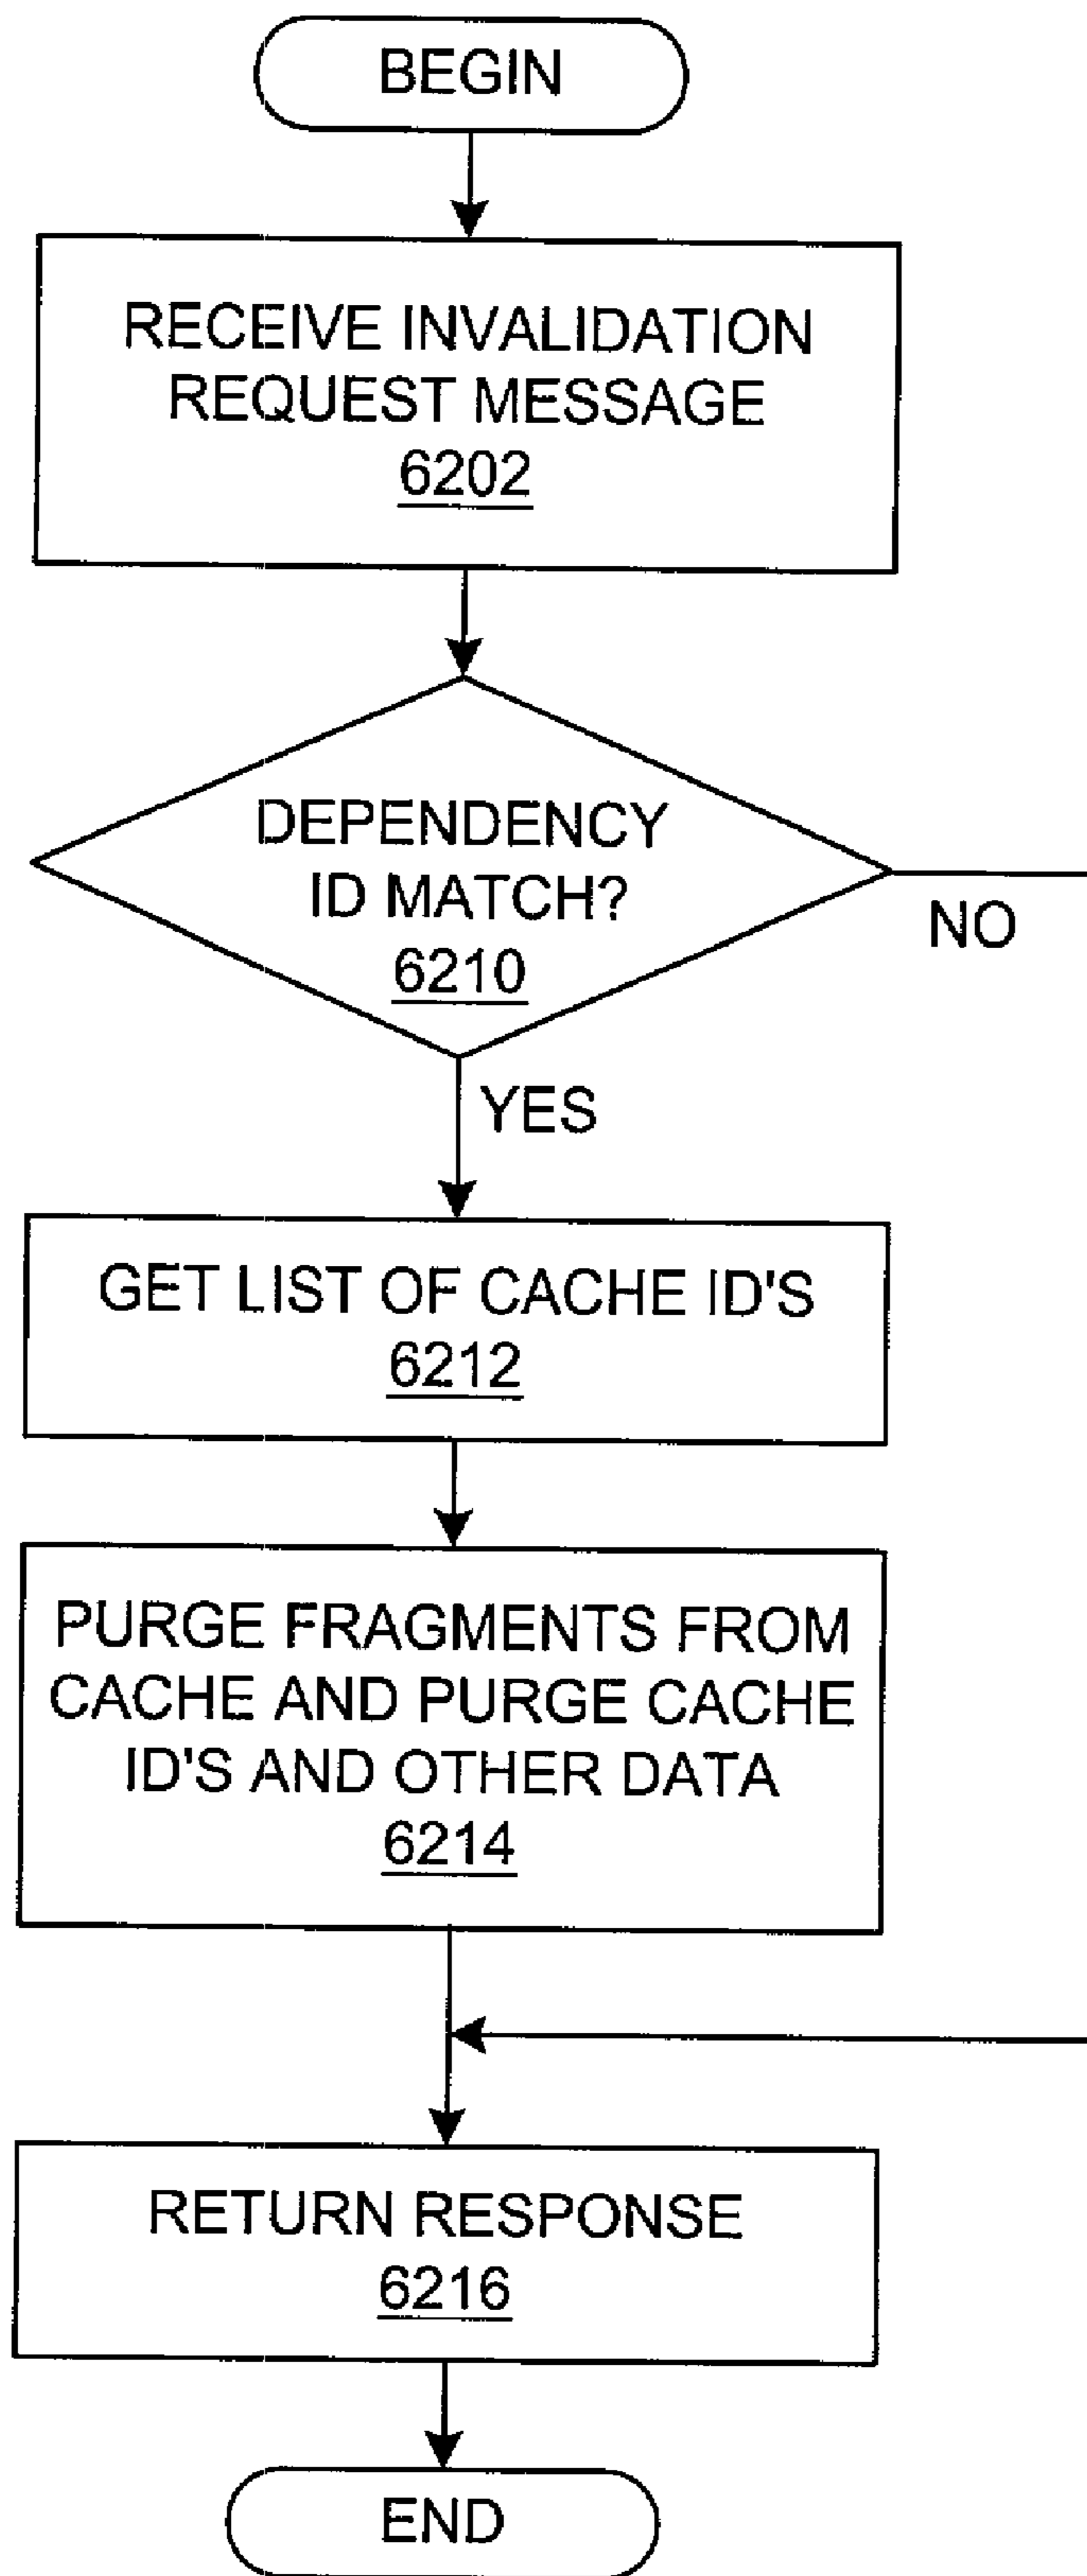 BEGIN
RECEIVE INVALIDATION
REQUEST MESSAGE
6202
DEPENDENCY
ID MATCH?
6210
NO
YES
GET LIST OF CACHE ID'S
6212
PURGE FRAGMENTS FROM
CACHE AND PURGE CACHE
ID'S AND OTHER DATA
6214
RETURN RESPONSE
6216
END